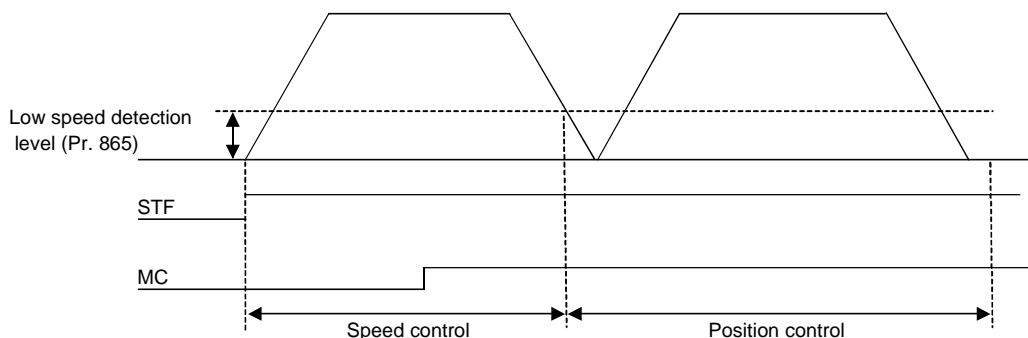 Low speed detection
level (Pr. 865)
STF
MC
Speed control
Position control